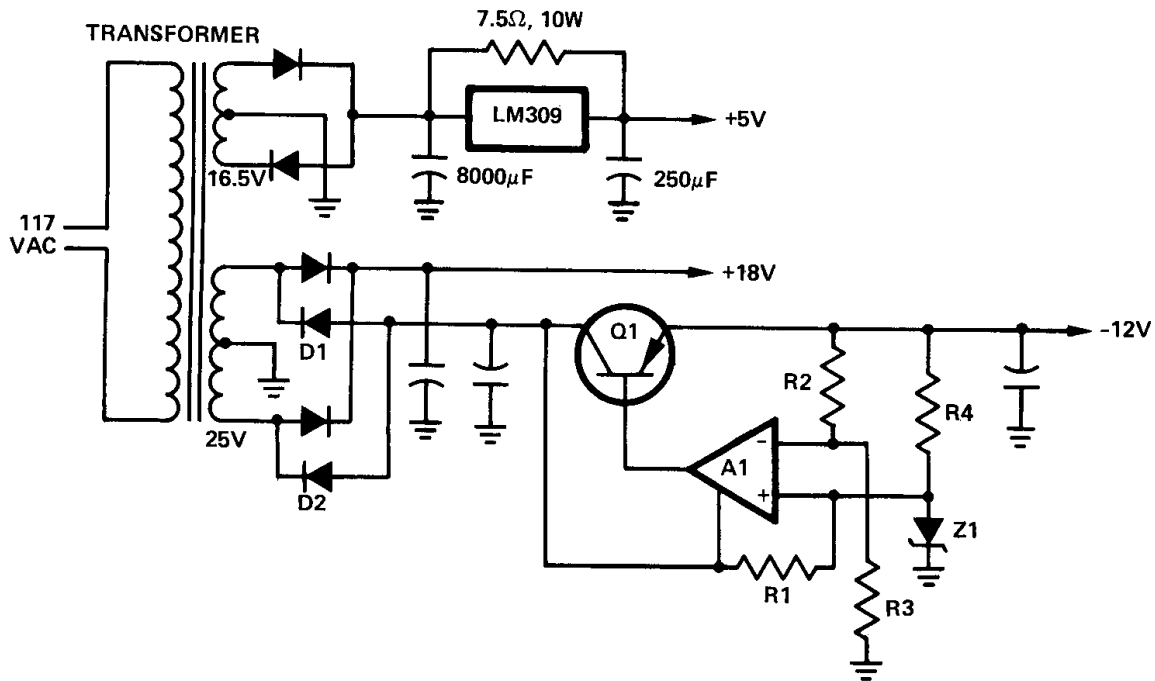 7.5Ω, 10W
TRANSFORMER
LM309
+5V
16.5V
8000μF
250μF
117
VAC
+18V
Q1
-12V
D1
R2
R4
25V
A1
-
+
D2
Z1
R1
R3